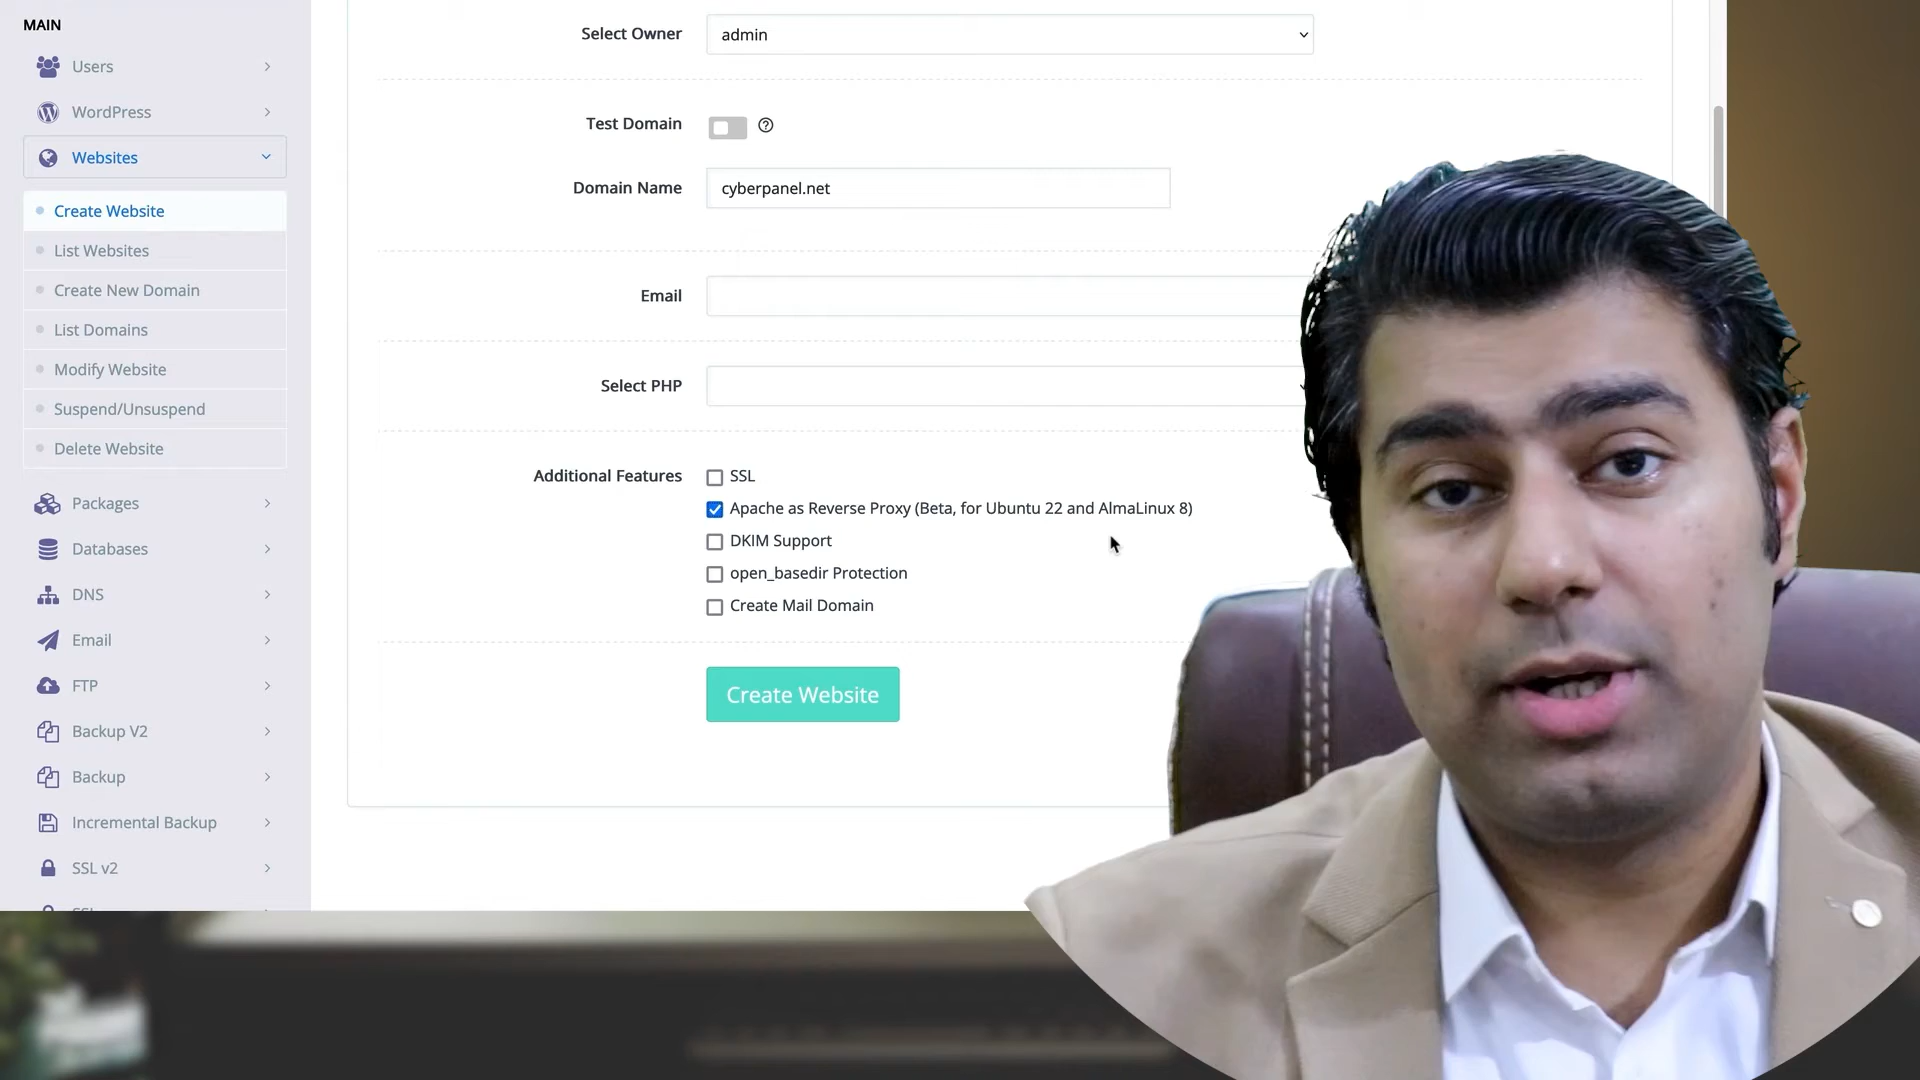 MAIN
Users
WordPress
Websites
Create Website
List Websites
Create New Domain
List Domains
Modify Website
Suspend/Unsuspend
Delete Website
Packages
Databases
DNS
Email
FTP
Backup V2
Backup
Incremental Backup
SSL v2
Select Owner admin
Test Domain
Domain Name cyberpanel.net
Email
Select PHP
Additional Features SSL
Apache as Reverse Proxy (Beta, for Ubuntu 22 and AlmaLinux 8)
DKIM Support
open_basedir Protection
Create Mail Domain
Create Website